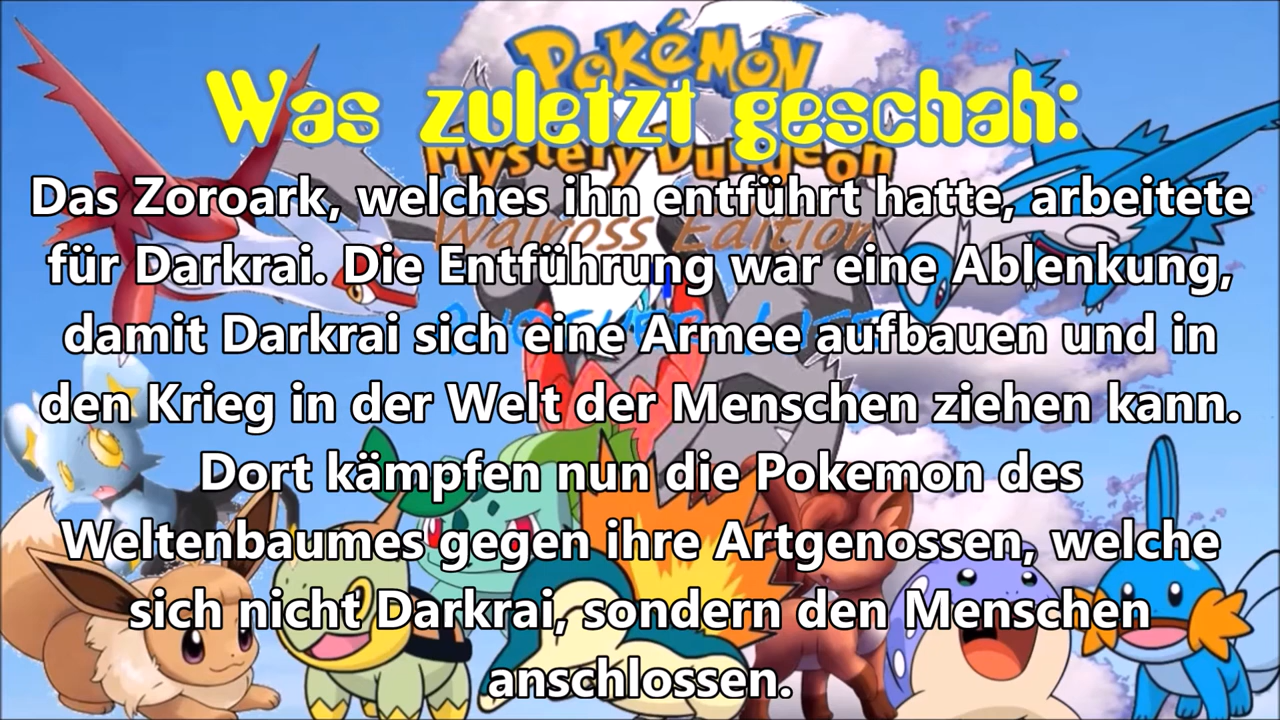 POKÉMON
Was zuletzt geschah:
Mystery Dungeon
Das Zoroark, welches ihn entführt hatte, arbeitete
Walross Edition
für Darkrai. Die Entführung war eine Ablenkung,
damit Darkrai sich eine Armee aufbauen und in
den Krieg in der Welt der Menschen ziehen kann.
Dort kämpfen nun die Pokemon des
Weltenbaumes gegen ihre Artgenossen, welche
sich nicht Darkrai, sondern den Menschen
anschlossen.